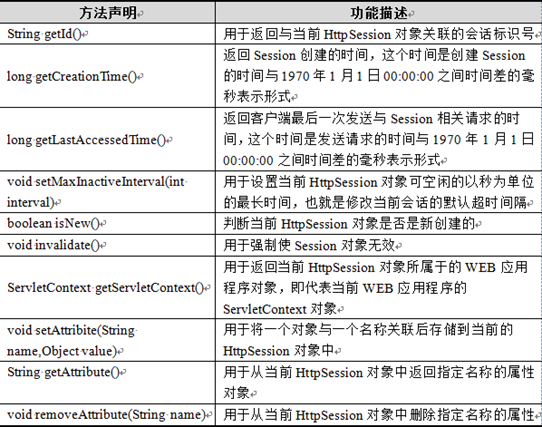 方法声明 功能描述
String getId() 用于返回与当前 HttpSession 对象关联的会话标识号
long getCreationTime() 返回 Session 创建的时间，这个时间是创建 Session
的时间与 1970 年 1 月 1 日 00:00:00 之间时间差的毫
秒表示形式
long getLastAccessedTime() 返回客户端最后一次发送与 Session 相关请求的时
间，这个时间是发送请求的时间与 1970 年 1 月 1 日
00:00:00 之间时间差的毫秒表示形式
void setMaxInactiveInterval(int 用于设置当前 HttpSession 对象可空闲的以秒为单位
interval) 的最长时间，也就是修改当前会话的默认超时间隔
boolean isNew() 判断当前 HttpSession 对象是否是新创建的
void invalidate() 用于强制使 Session 对象无效
ServletContext getServletContext() 用于返回当前 HttpSession 对象所属于的 WEB 应用
程序对象，即代表当前 WEB 应用程序的
ServletContext 对象
void setAttribite(String 用于将一个对象与一个名称关联后存储到当前的
name,Object value) HttpSession 对象中
String getAttribute() 用于从当前 HttpSession 对象中返回指定名称的属性
对象
void removeAttribute(String name) 用于从当前 HttpSession 对象中删除指定名称的属性